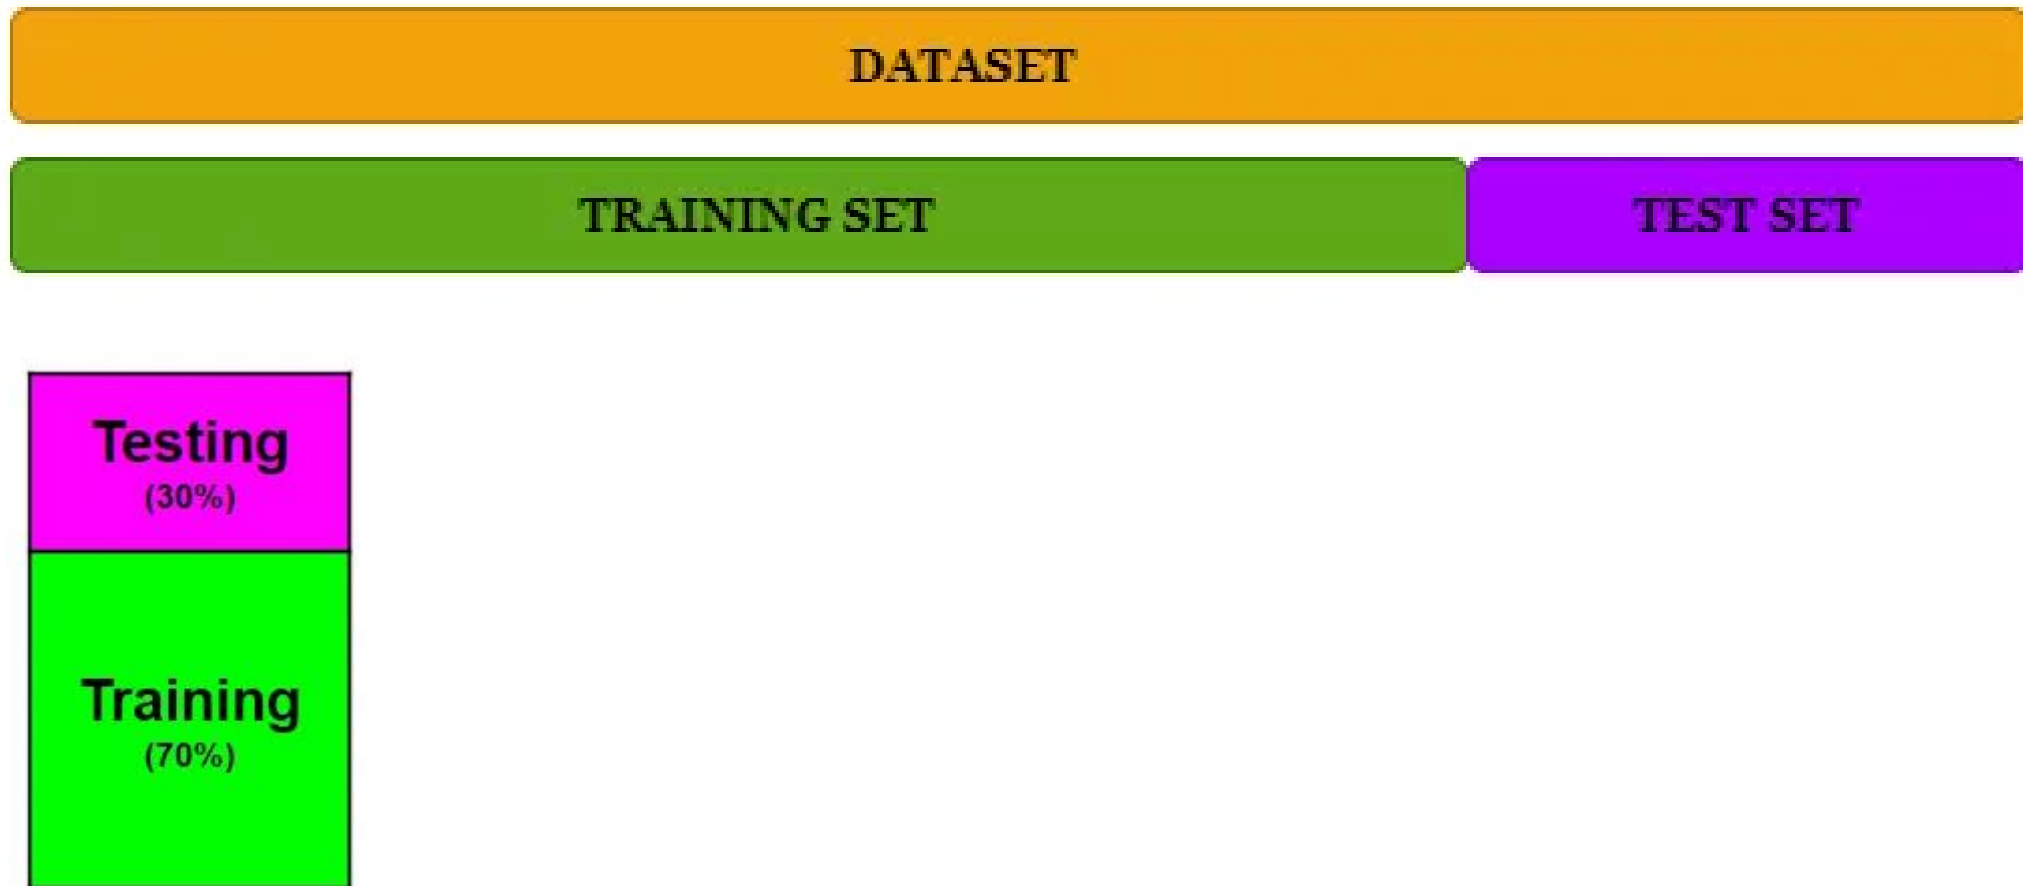 DATASET
TRAINING SET
TEST SET
Testing
(30%)
Training
(70%)